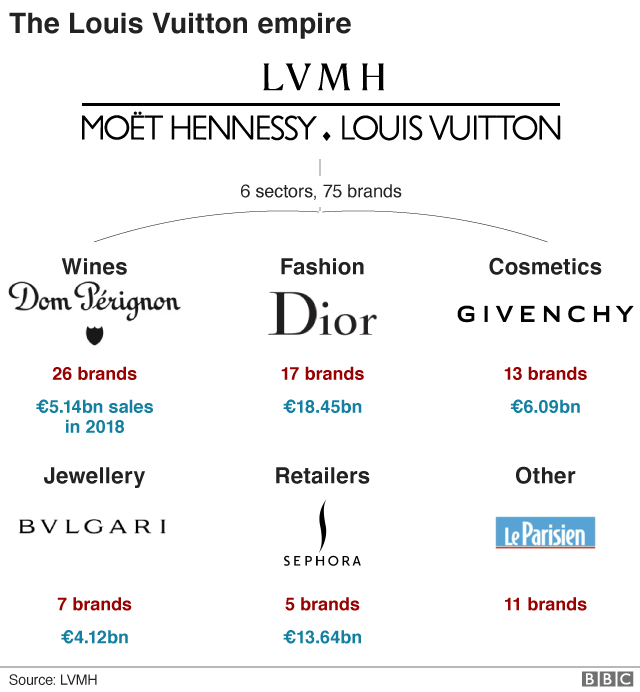 The Louis Vuitton empire
LVMH
MOËT HENNESSY ♦ LOUIS VUITTON
6 sectors, 75 brands
Wines
Dom Pérignon
26 brands
€5.14bn sales
in 2018
Fashion
Dior
17 brands
€18.45bn
Cosmetics
GIVENCHY
13 brands
€6.09bn
Jewellery
BVLGARI
7 brands
€4.12bn
Retailers
SEPHORA
5 brands
€13.64bn
Other
Le Parisien
11 brands
Source: LVMH
BBC